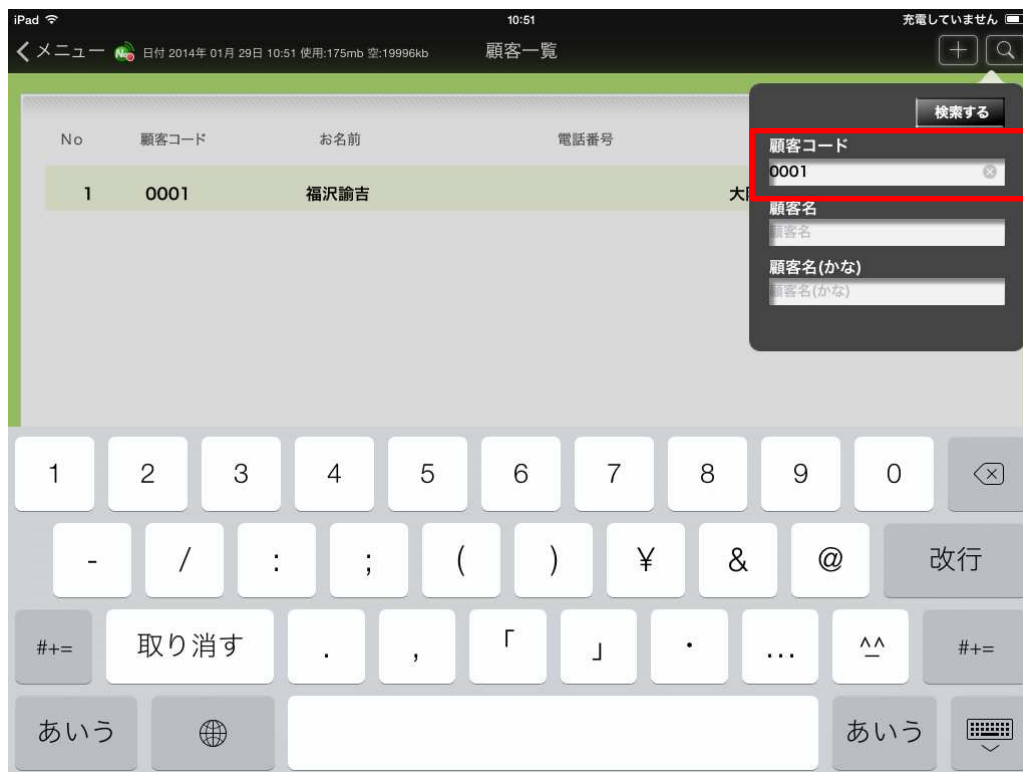 iPad 10:51 充電していません
メニュー 日付 2014年 01月 29日 10:51 使用:175mb 空:19996kb 顧客一覧
検索する
No 顧客コード お名前 電話番号
顧客コード
0001
1 0001 福沢諭吉 大
顧客名
顧客名
顧客名(かな)
顧客名(かな)
1 2 3 4 5 6 7 8 9 0
- / : ; ( ) ¥ & @ 改行
#+= 取り消す . , 「 」 ・ … ^_^ #+=
あいう あいう